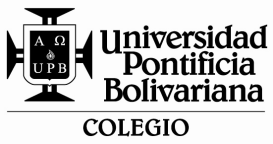 Α Ω
UPB
Universidad
Pontificia
Bolivariana
COLEGIO